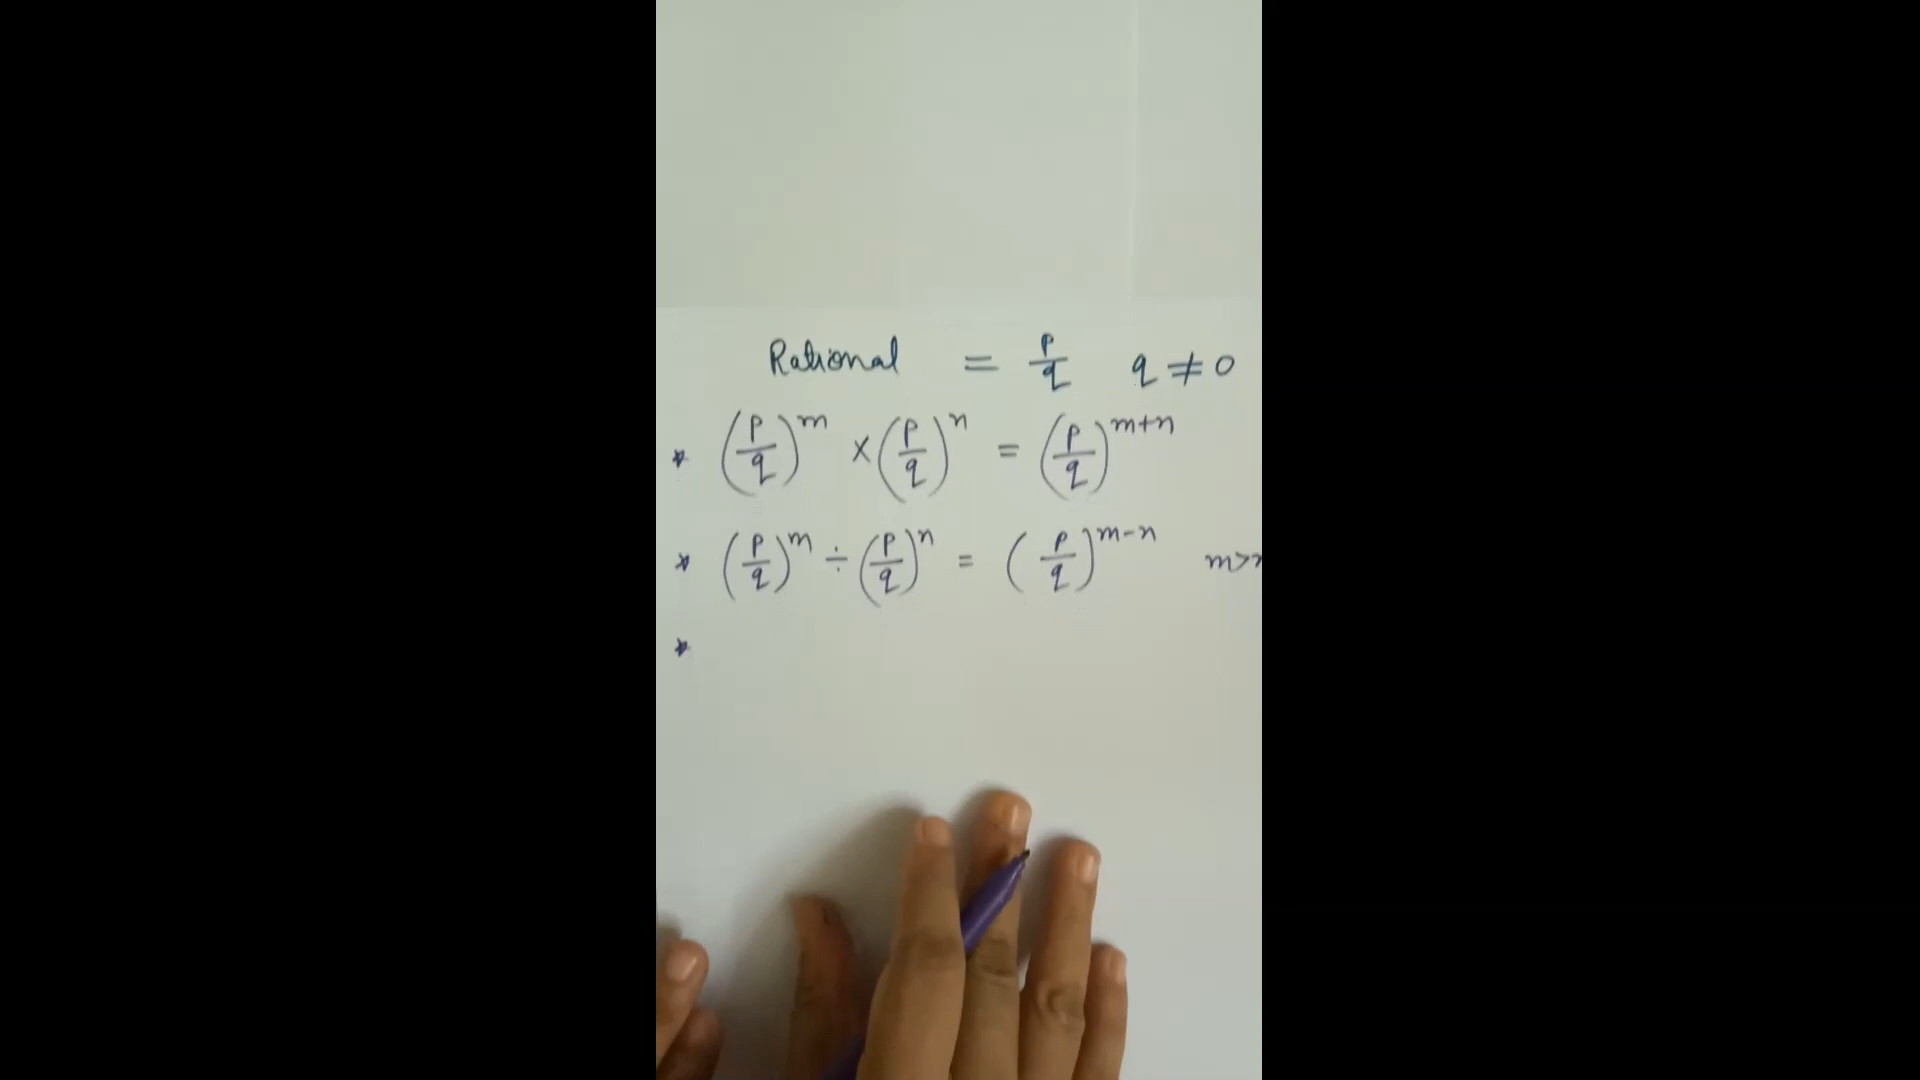 Rational = p/q q ≠ 0
* (p/q)^m × (p/q)^n = (p/q)^{m+n}
* (p/q)^m ÷ (p/q)^n = (p/q)^{m-n} m>n
*